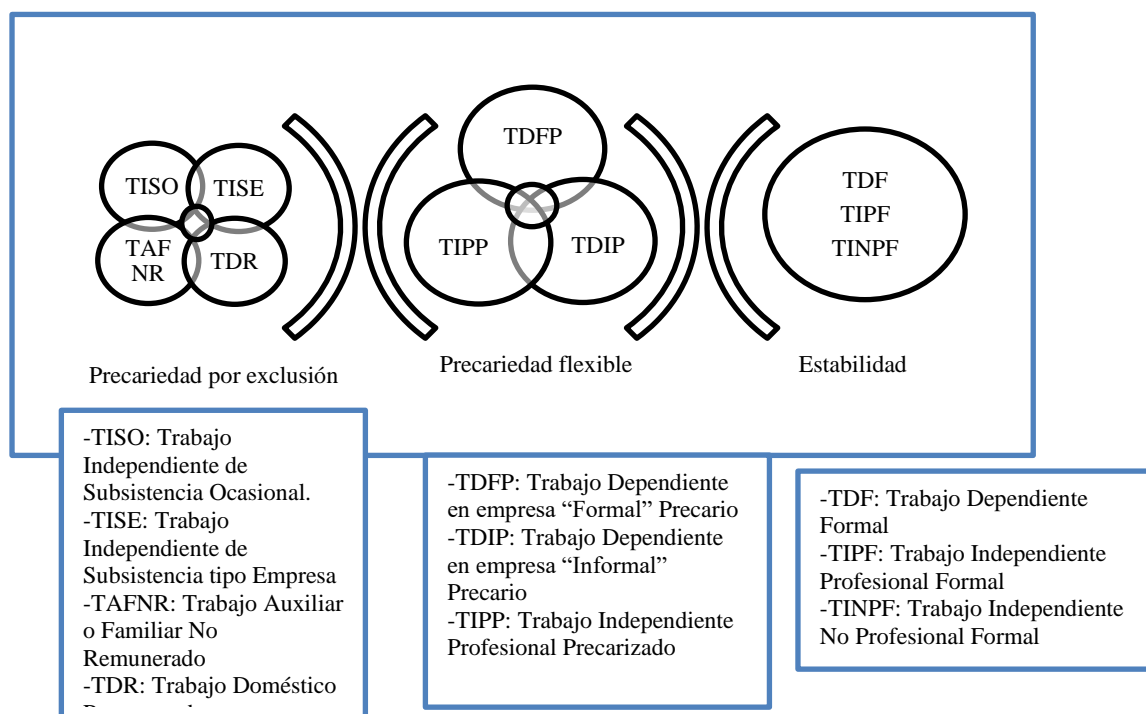 TDFP
TISO
TISE
TDF
TIPF
TINPF
TIPP
TDIP
TAF
NR
TDR
Precariedad por exclusión
Precariedad flexible
Estabilidad
-TISO: Trabajo
Independiente de
Subsistencia Ocasional.
-TISE: Trabajo
Independiente de
Subsistencia tipo Empresa
-TAFNR: Trabajo Auxiliar
o Familiar No
Remunerado
-TDR: Trabajo Doméstico
-TDFP: Trabajo Dependiente
en empresa “Formal” Precario
-TDIP: Trabajo Dependiente
en empresa “Informal”
Precario
-TIPP: Trabajo Independiente
Profesional Precarizado
-TDF: Trabajo Dependiente
Formal
-TIPF: Trabajo Independiente
Profesional Formal
-TINPF: Trabajo Independiente
No Profesional Formal